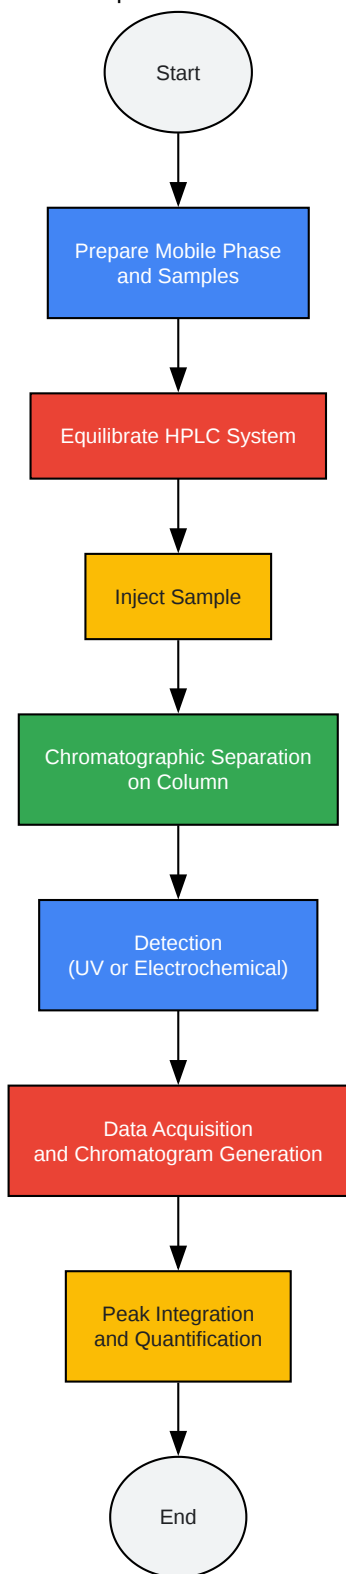 Start
Prepare Mobile Phase
and Samples
Equilibrate HPLC System
Inject Sample
Chromatographic Separation
on Column
Detection
(UV or Electrochemical)
Data Acquisition
and Chromatogram Generation
Peak Integration
and Quantification
End